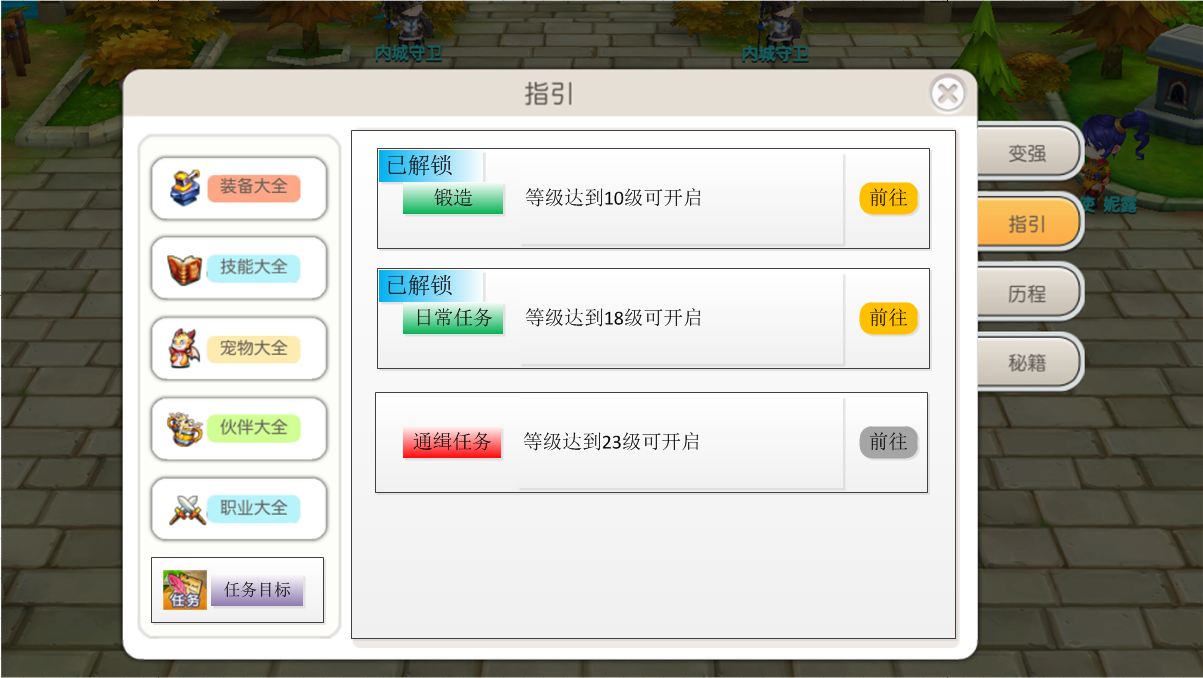 内城守卫
内城守卫
指引
装备大全
技能大全
宠物大全
伙伴大全
职业大全
任务
任务目标
已解锁
锻造
等级达到10级可开启
前往
已解锁
日常任务
等级达到18级可开启
前往
通缉任务
等级达到23级可开启
前往
变强
指引
历程
秘籍
使 妮露